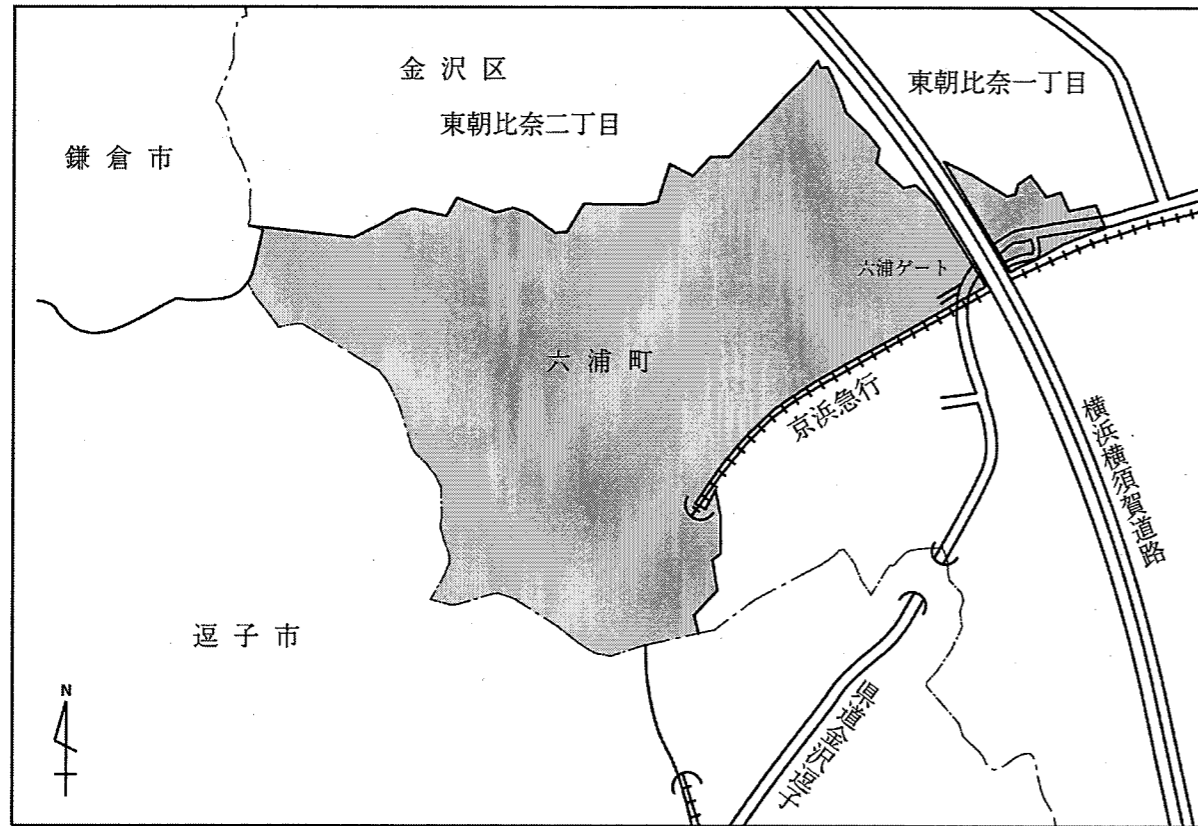 金沢区
東朝比奈一丁目
東朝比奈二丁目
鎌倉市
六浦ゲート
六浦町
京浜急行
横浜横須賀道路
逗子市
県道金沢逗子
N